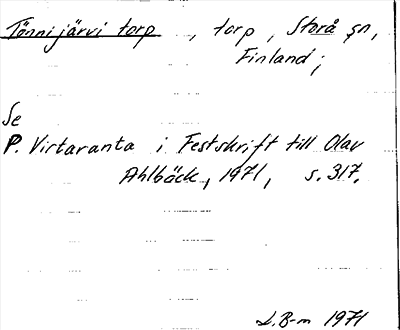 Tönnijärvi torp, torp, Storå sn,
Finland;
Se
P. Virtaranta i Festskrift till Olav
Ahlbäck, 1971, s. 317.
L.B-m 1971